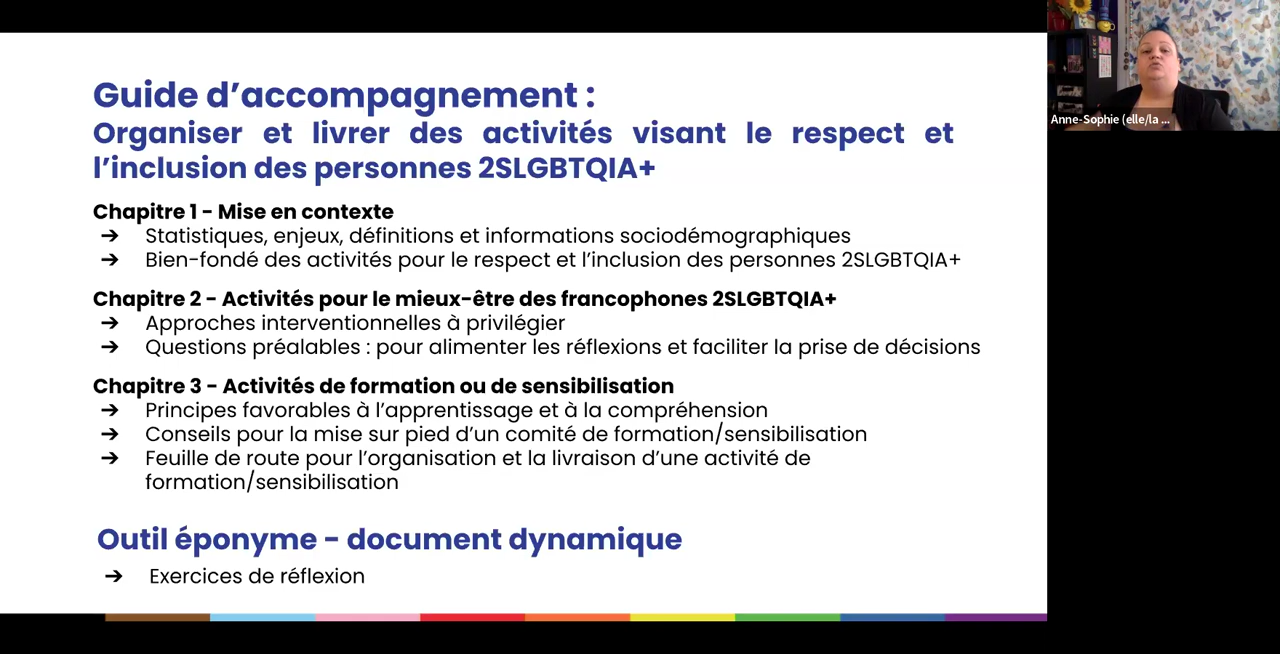 Guide d’accompagnement :
Organiser et livrer des activités visant le respect et
l’inclusion des personnes 2SLGBTQIA+
Chapitre 1 - Mise en contexte
➔ Statistiques, enjeux, définitions et informations sociodémographiques
➔ Bien-fondé des activités pour le respect et l’inclusion des personnes 2SLGBTQIA+
Chapitre 2 - Activités pour le mieux-être des francophones 2SLGBTQIA+
➔ Approches interventionnelles à privilégier
➔ Questions préalables : pour alimenter les réflexions et faciliter la prise de décisions
Chapitre 3 - Activités de formation ou de sensibilisation
➔ Principes favorables à l’apprentissage et à la compréhension
➔ Conseils pour la mise sur pied d’un comité de formation/sensibilisation
➔ Feuille de route pour l’organisation et la livraison d’une activité de
formation/sensibilisation
Outil éponyme - document dynamique
➔ Exercices de réflexion
Anne-Sophie (elle/la ...